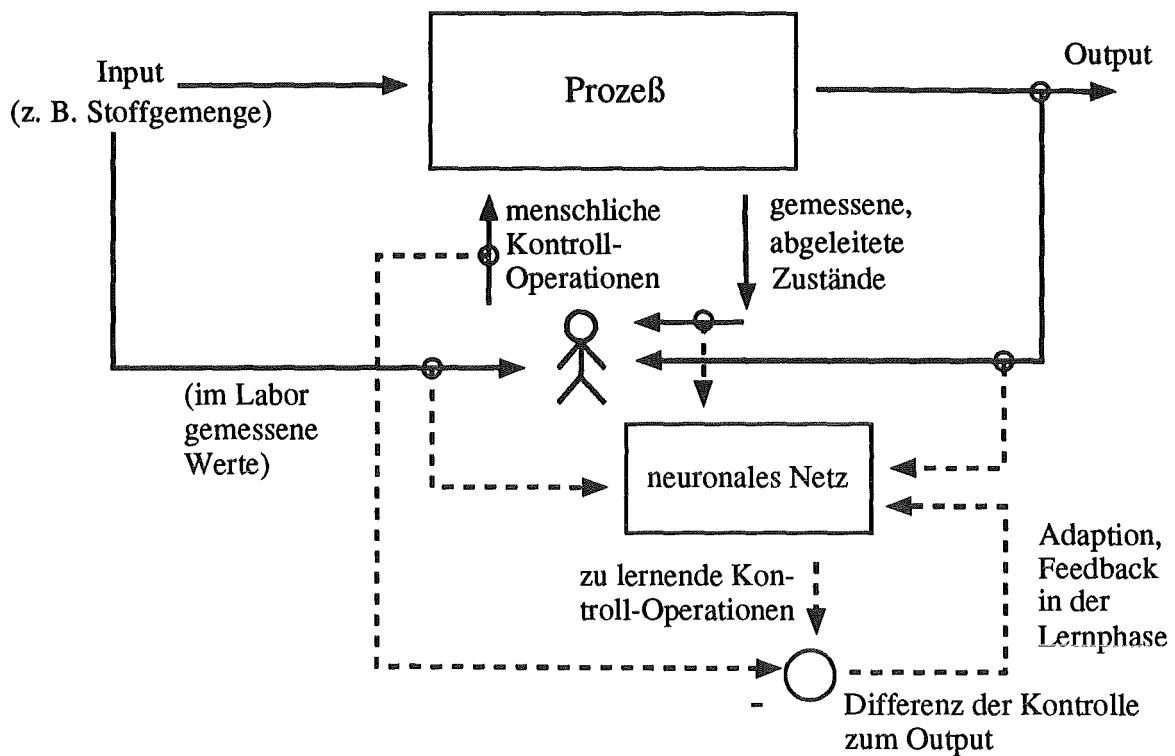 Input
(z. B. Stoffgemenge)
Prozeß
Output
menschliche
Kontroll-
Operationen
gemessene,
abgeleitete
Zustände
(im Labor
gemessene
Werte)
neuronales Netz
zu lernende Kon-
troll-Operationen
Adaption,
Feedback
in der
Lernphase
-
Differenz der Kontrolle
zum Output